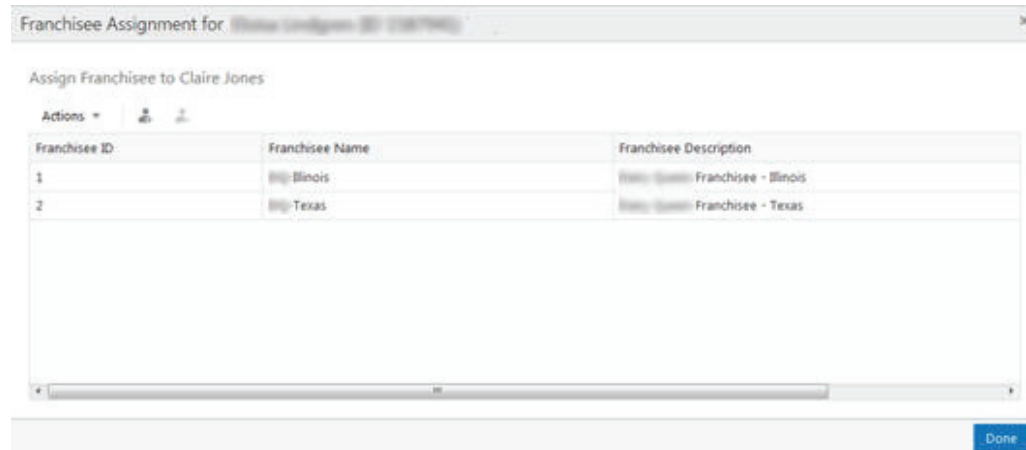 Franchisee Assignment for
Assign Franchisee to Claire Jones
Actions
Franchisee ID Franchisee Name Franchisee Description
1 Illinois Franchisee - Illinois
2 Texas Franchisee - Texas
Done